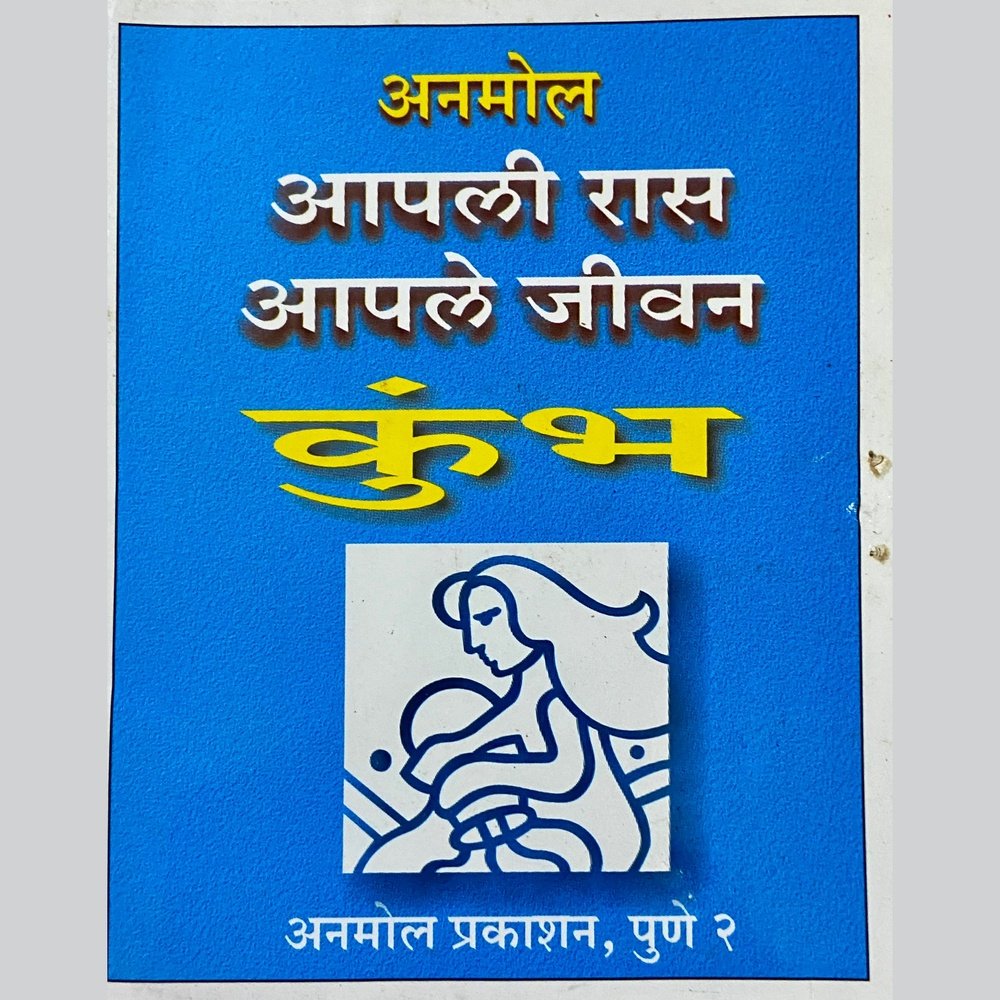 अनमोल
आपली रास
आपले जीवन
कुंभ
अनमोल प्रकाशन, पुणे २